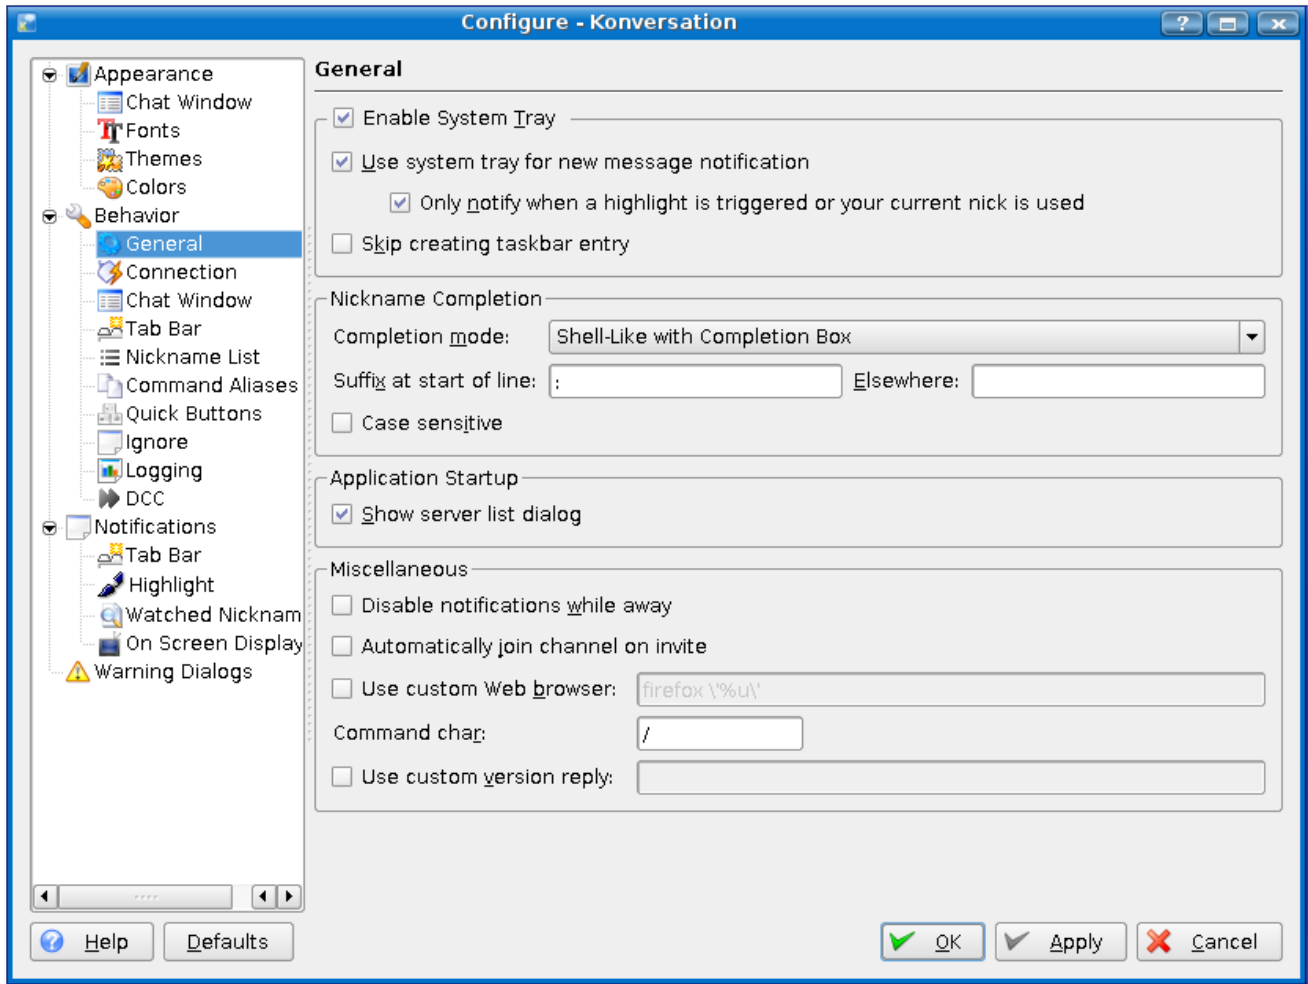 Configure - Konversation
Appearance
Chat Window
Fonts
Themes
Colors
Behavior
General
Connection
Chat Window
Tab Bar
Nickname List
Command Aliases
Quick Buttons
Ignore
Logging
DCC
Notifications
Tab Bar
Highlight
Watched Nicknam
On Screen Display
Warning Dialogs
General
Enable System Tray
Use system tray for new message notification
Only notify when a highlight is triggered or your current nick is used
Skip creating taskbar entry
Nickname Completion
Completion mode: Shell-Like with Completion Box
Suffix at start of line: : Elsewhere:
Case sensitive
Application Startup
Show server list dialog
Miscellaneous
Disable notifications while away
Automatically join channel on invite
Use custom Web browser: firefox \'%u\'
Command char: /
Use custom version reply:
Help Defaults OK Apply Cancel